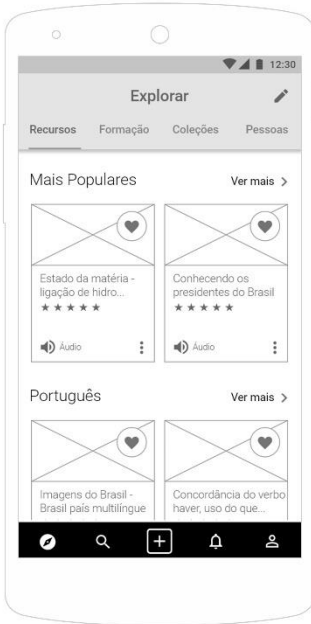 12:30
Explorar
Recursos Formação Coleções Pessoas
Mais Populares Ver mais >
Estado da matéria -
ligação de hidro...
★★★★★
Áudio
Conhecendo os
presidentes do Brasil
★★★★★
Áudio
Português Ver mais >
Imagens do Brasil -
Brasil país multilíngue
Concordância do verbo
haver, uso do que...